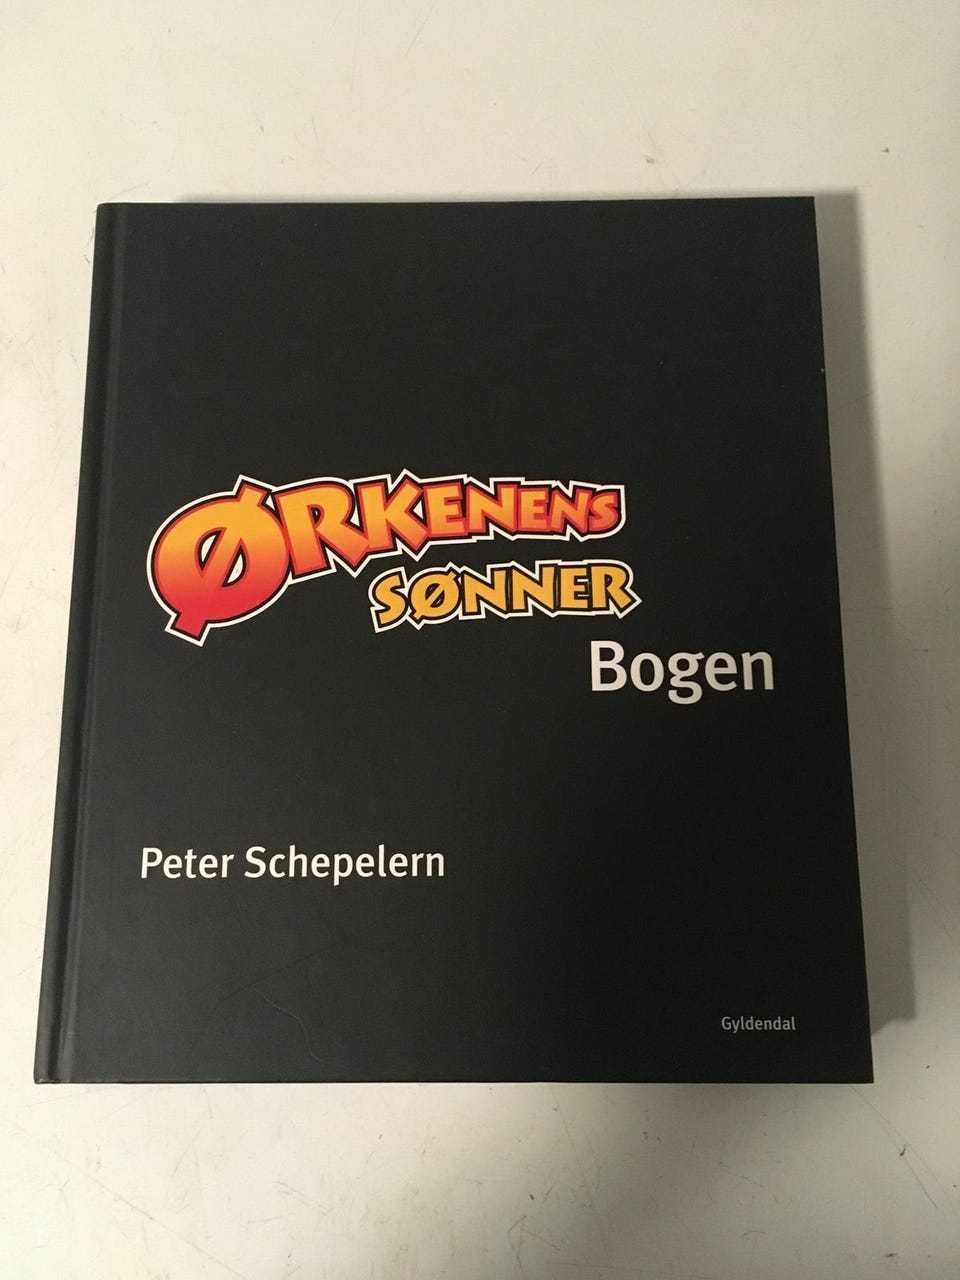 ØRKENENS
SØNNER
Bogen
Peter Schepelern
Gyldendal